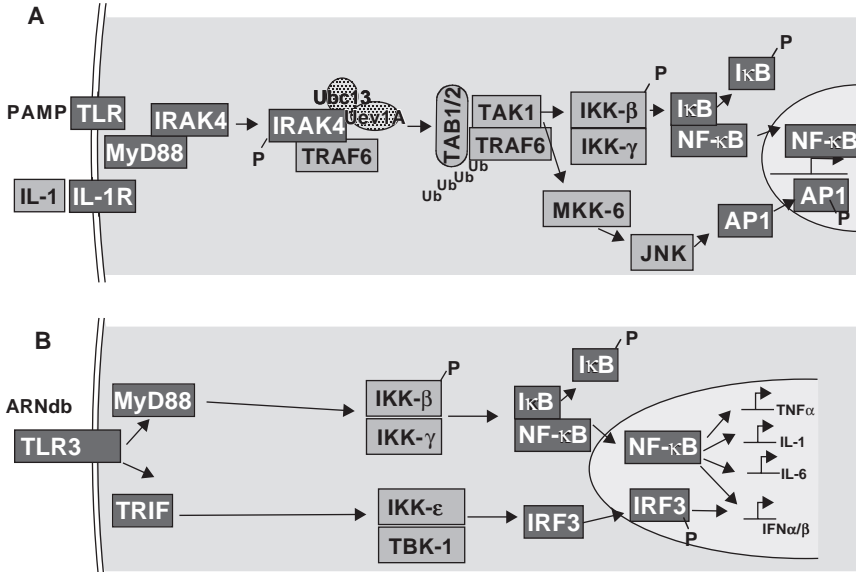 A
PAMP
TLR
IRAK4
MyD88
IL-1
IL-1R
P
IRAK4
Ubc13
Uev1A
TRAF6
TAB1/2
TAK1
TRAF6
Ub
Ub
Ub
Ub
P
IKK-β
IKK-γ
MKK-6
JNK
IκB
NF-κB
P
IκB
AP1
NF-κB
AP1
P
B
ARNdb
TLR3
MyD88
TRIF
P
IKK-β
IKK-γ
IKK-ε
TBK-1
IκB
NF-κB
P
IκB
IRF3
NF-κB
IRF3
P
TNFα
IL-1
IL-6
IFNα/β